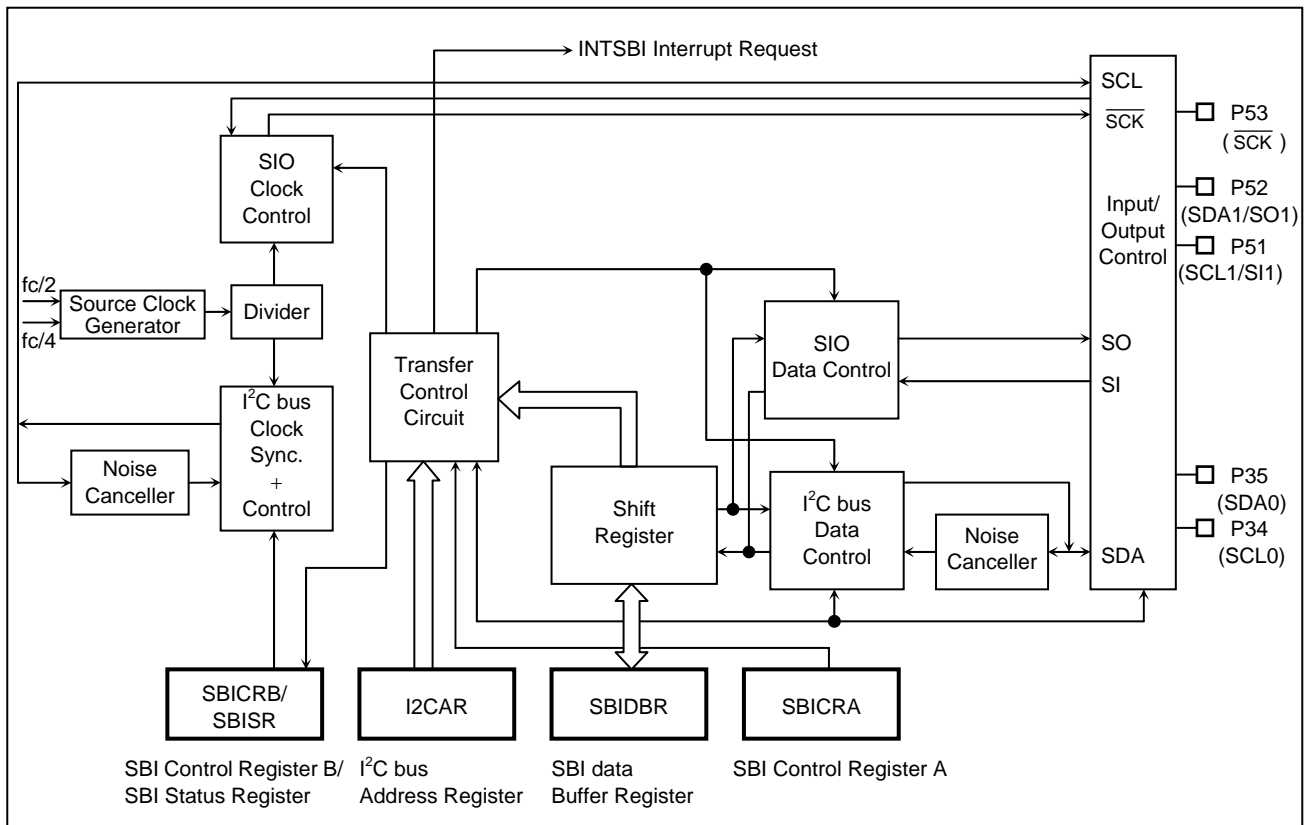 INTSBI Interrupt Request
SCL
SCK
P53
(SCK)
SIO
Clock
Control
P52
(SDA1/SO1)
Input/
Output
Control
P51
(SCL1/SI1)
fc/2
fc/4
Source Clock
Generator
Divider
Transfer
Control
Circuit
SIO
Data Control
SO
SI
I²C bus
Clock
Sync.
+
Control
Noise
Canceller
Shift
Register
I²C bus
Data
Control
Noise
Canceller
SDA
P35
(SDA0)
P34
(SCL0)
SBICRB/
SBISR
I2CAR
SBIDBR
SBICRA
SBI Control Register B/
SBI Status Register
I²C bus
Address Register
SBI data
Buffer Register
SBI Control Register A